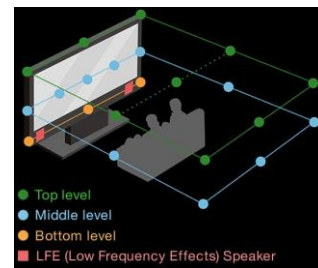 Top level
Middle level
Bottom level
LFE (Low Frequency Effects) Speaker